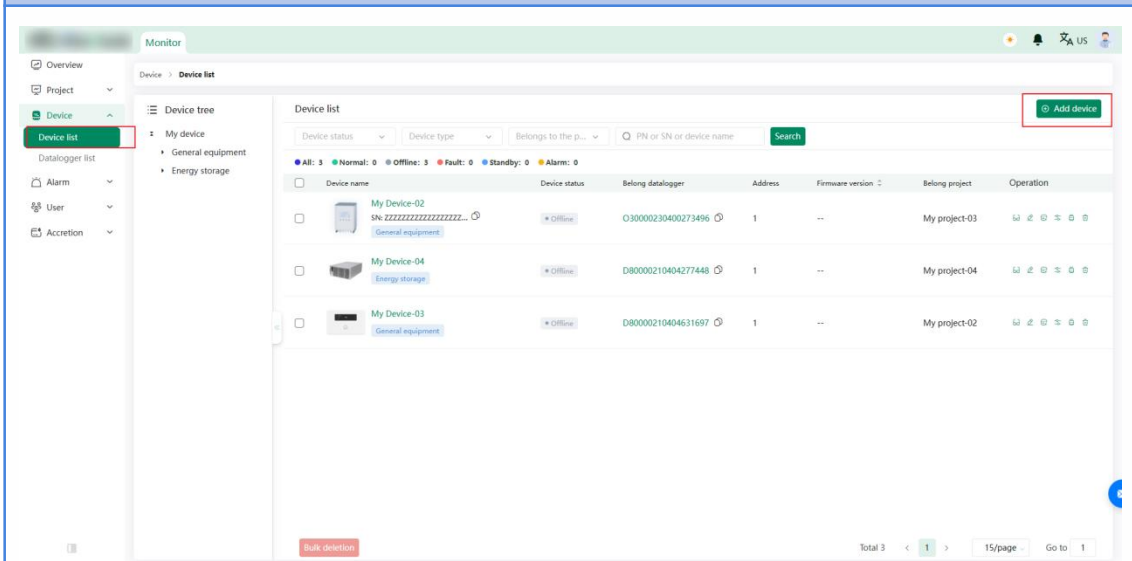 Monitor
US
Overview
Project
Device
Device list
Datalogger list
Alarm
User
Accretion
Device > Device list
Device tree
My device
General equipment
Energy storage
Device list
Add device
Device status
Device type
Belongs to the p...
PN or SN or device name
Search
All: 3 Normal: 0 Offline: 3 Fault: 0 Standby: 0 Alarm: 0
Device name Device status Belong datalogger Address Firmware version Belong project Operation
My Device-02
SN: ZZZZZZZZZZZZZZZZZZ... Offline O30000230400273496 1 -- My project-03
General equipment
My Device-04
Energy storage Offline D80000210404277448 1 -- My project-04
My Device-03
General equipment Offline D80000210404631697 1 -- My project-02
Bulk deletion
Total 3 < 1 > 15/page Go to 1